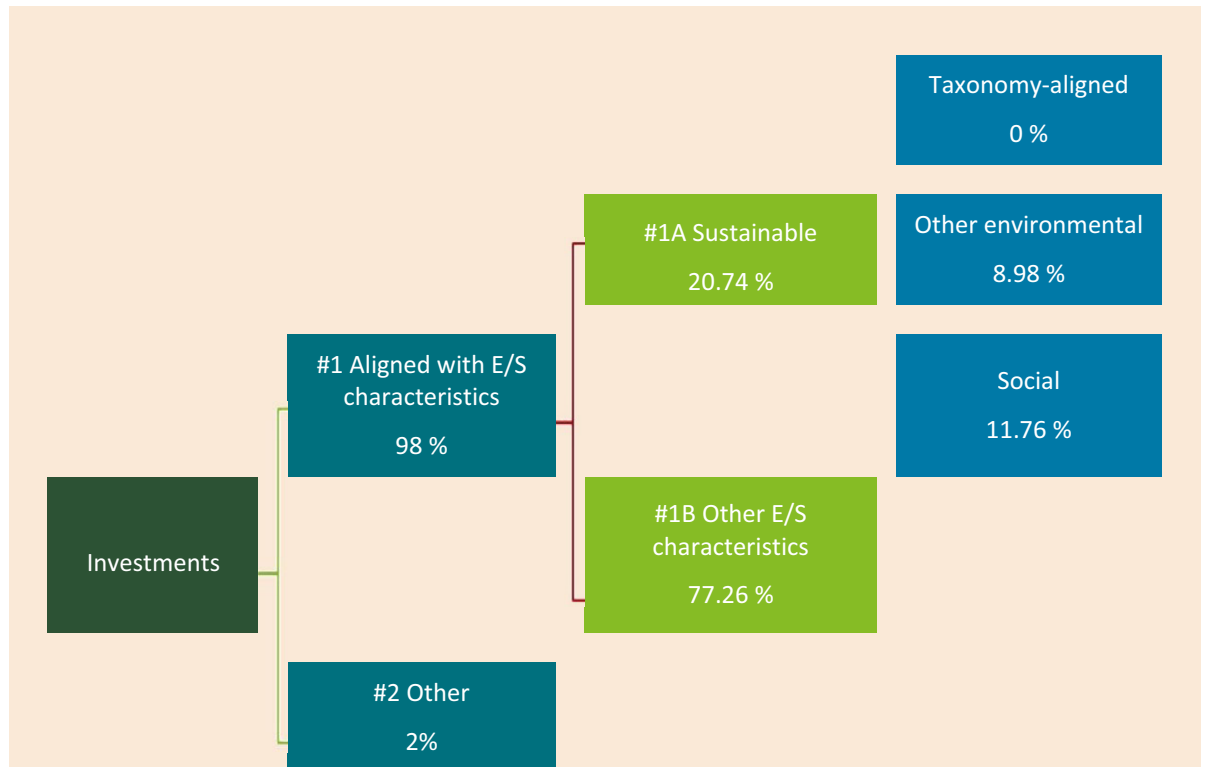 Taxonomy-aligned
0 %
#1A Sustainable
20.74 %
Other environmental
8.98 %
#1 Aligned with E/S
characteristics
98 %
Social
11.76 %
Investments
#1B Other E/S
characteristics
77.26 %
#2 Other
2%